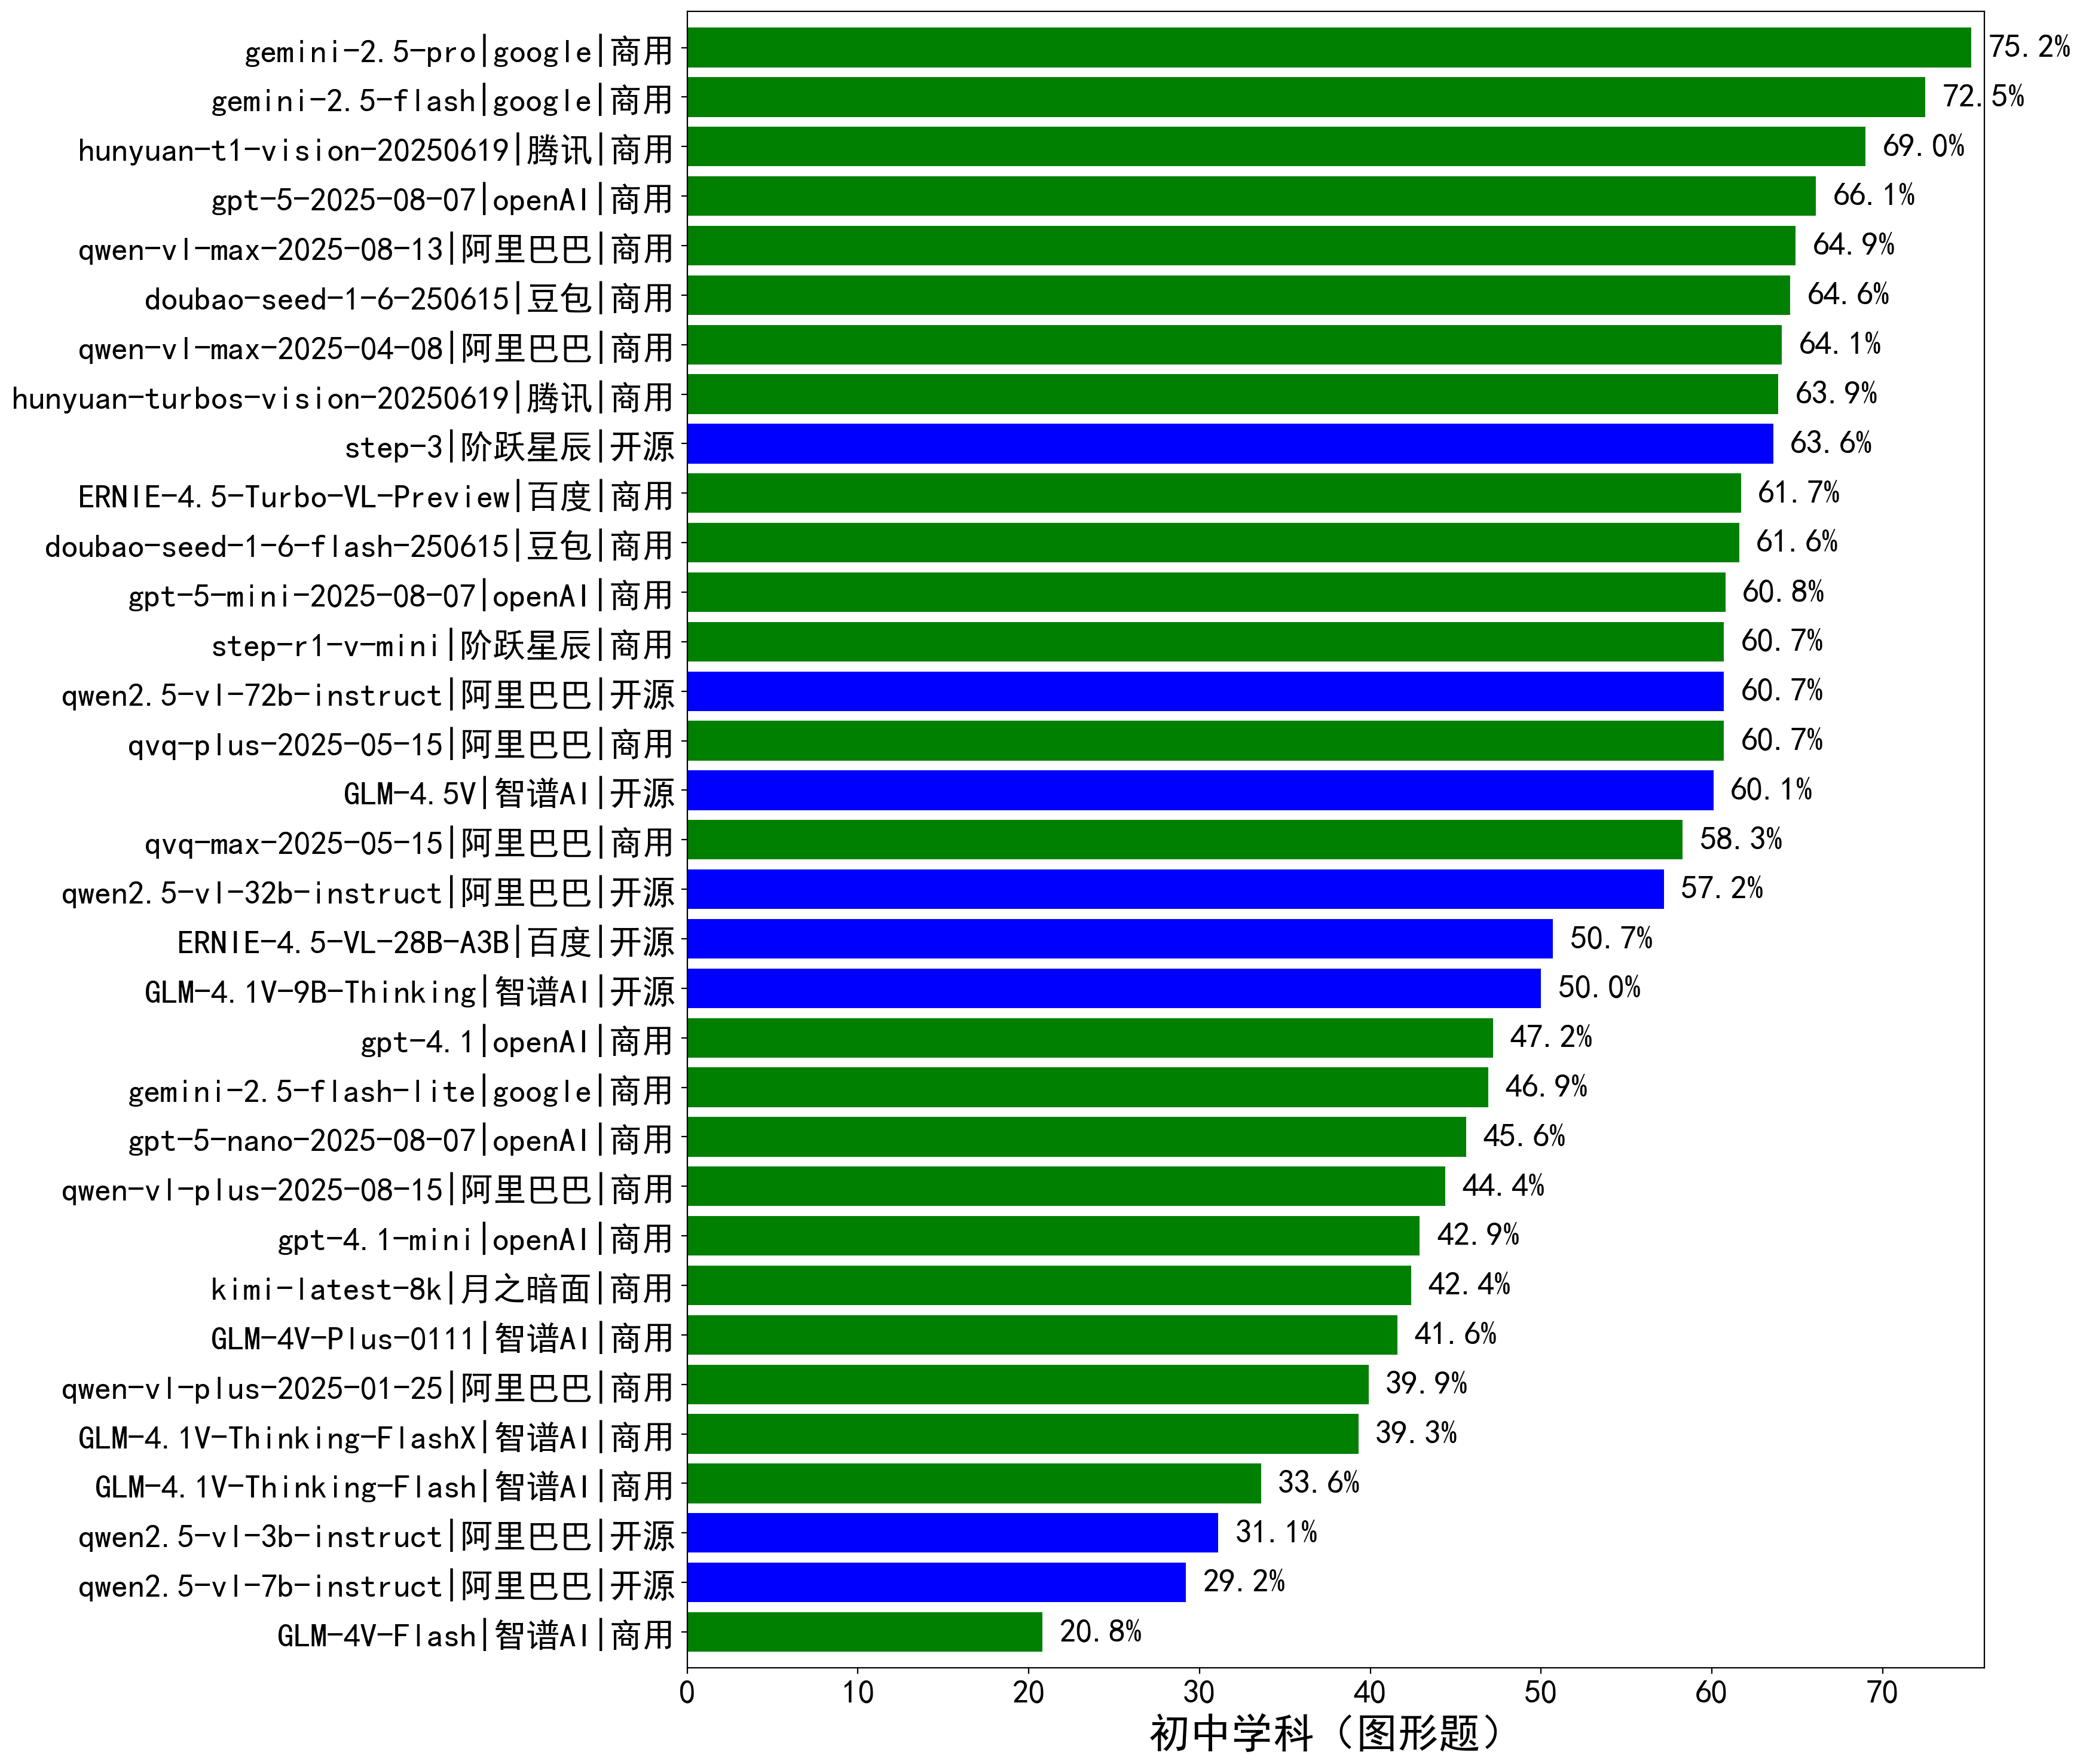 gemini-2.5-pro|google|商用 75.2%
gemini-2.5-flash|google|商用 72.5%
hunyuan-t1-vision-20250619|腾讯|商用 69.0%
gpt-5-2025-08-07|openAI|商用 66.1%
qwen-vl-max-2025-08-13|阿里巴巴|商用 64.9%
doubao-seed-1-6-250615|豆包|商用 64.6%
qwen-vl-max-2025-04-08|阿里巴巴|商用 64.1%
hunyuan-turbos-vision-20250619|腾讯|商用 63.9%
step-3|阶跃星辰|开源 63.6%
ERNIE-4.5-Turbo-VL-Preview|百度|商用 61.7%
doubao-seed-1-6-flash-250615|豆包|商用 61.6%
gpt-5-mini-2025-08-07|openAI|商用 60.8%
step-r1-v-mini|阶跃星辰|商用 60.7%
qwen2.5-vl-72b-instruct|阿里巴巴|开源 60.7%
qvq-plus-2025-05-15|阿里巴巴|商用 60.7%
GLM-4.5V|智谱AI|开源 60.1%
qvq-max-2025-05-15|阿里巴巴|商用 58.3%
qwen2.5-vl-32b-instruct|阿里巴巴|开源 57.2%
ERNIE-4.5-VL-28B-A3B|百度|开源 50.7%
GLM-4.1V-9B-Thinking|智谱AI|开源 50.0%
gpt-4.1|openAI|商用 47.2%
gemini-2.5-flash-lite|google|商用 46.9%
gpt-5-nano-2025-08-07|openAI|商用 45.6%
qwen-vl-plus-2025-08-15|阿里巴巴|商用 44.4%
gpt-4.1-mini|openAI|商用 42.9%
kimi-latest-8k|月之暗面|商用 42.4%
GLM-4V-Plus-0111|智谱AI|商用 41.6%
qwen-vl-plus-2025-01-25|阿里巴巴|商用 39.9%
GLM-4.1V-Thinking-FlashX|智谱AI|商用 39.3%
GLM-4.1V-Thinking-Flash|智谱AI|商用 33.6%
qwen2.5-vl-3b-instruct|阿里巴巴|开源 31.1%
qwen2.5-vl-7b-instruct|阿里巴巴|开源 29.2%
GLM-4V-Flash|智谱AI|商用 20.8%
0 10 20 30 40 50 60 70
初中学科（图形题）